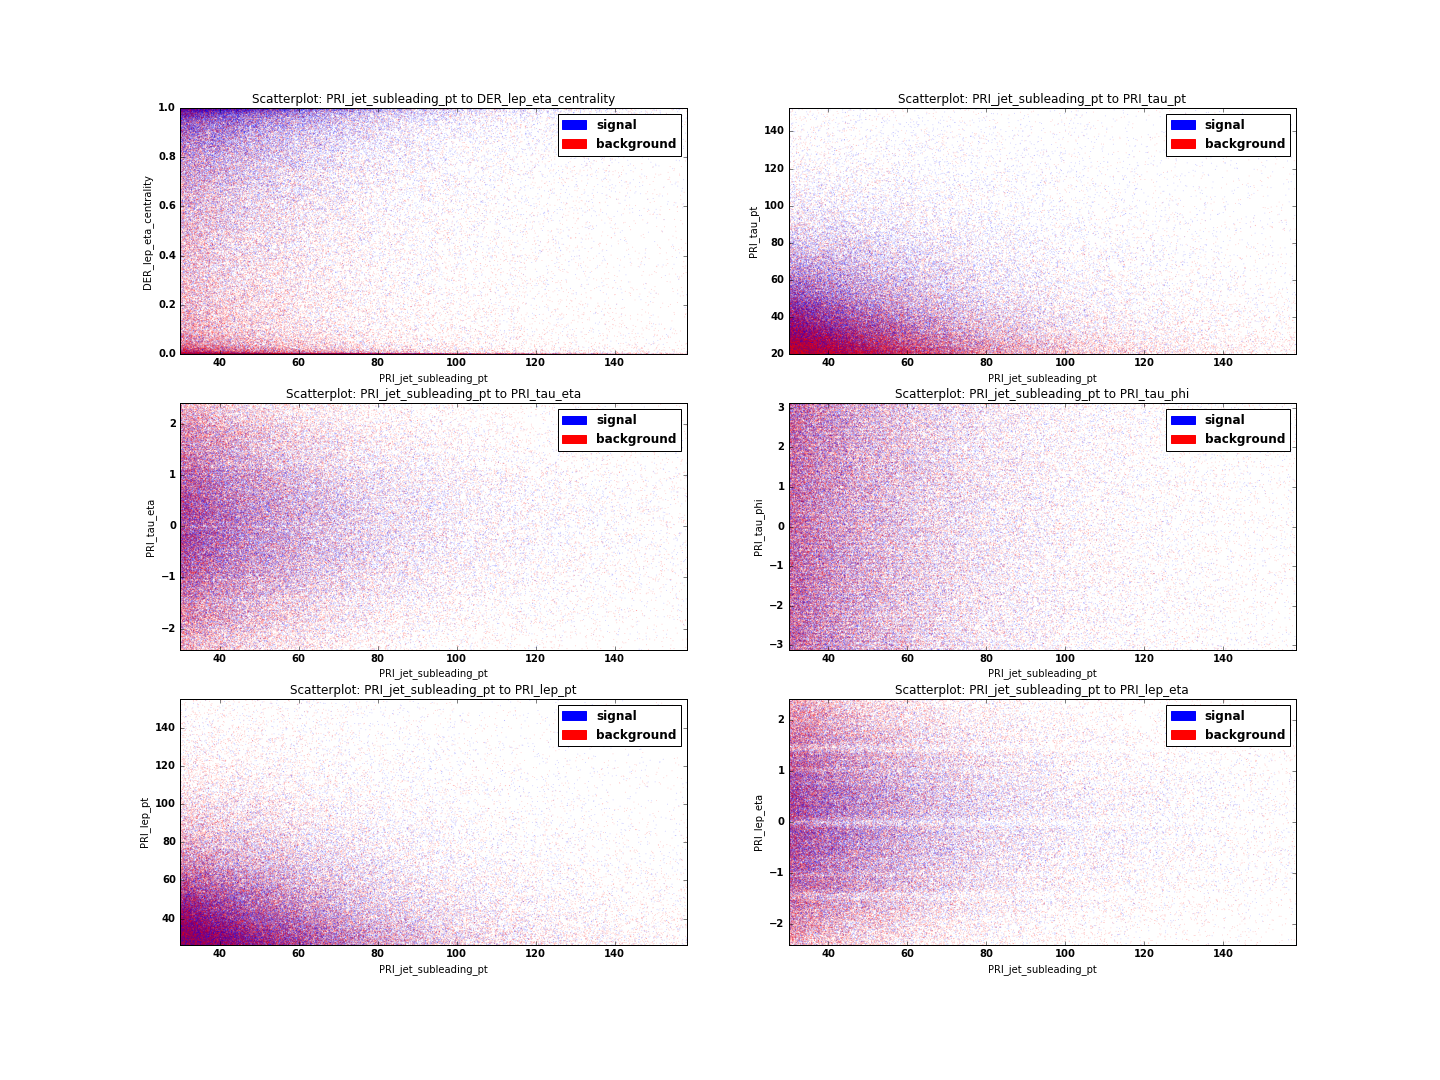 Scatterplot: PRI_jet_subleading_pt to DER_lep_eta_centrality
1.0
0.8
0.6
0.4
0.2
0.0
DER_lep_eta_centrality
signal
background
40 60 80 100 120 140
PRI_jet_subleading_pt
Scatterplot: PRI_jet_subleading_pt to PRI_tau_pt
140
120
100
80
60
40
20
PRI_tau_pt
signal
background
40 60 80 100 120 140
PRI_jet_subleading_pt
Scatterplot: PRI_jet_subleading_pt to PRI_tau_eta
2
1
0
−1
−2
PRI_tau_eta
signal
background
40 60 80 100 120 140
PRI_jet_subleading_pt
Scatterplot: PRI_jet_subleading_pt to PRI_tau_phi
3
2
1
0
−1
−2
−3
PRI_tau_phi
signal
background
40 60 80 100 120 140
PRI_jet_subleading_pt
Scatterplot: PRI_jet_subleading_pt to PRI_lep_pt
140
120
100
80
60
40
PRI_lep_pt
signal
background
40 60 80 100 120 140
PRI_jet_subleading_pt
Scatterplot: PRI_jet_subleading_pt to PRI_lep_eta
2
1
0
−1
−2
PRI_lep_eta
signal
background
40 60 80 100 120 140
PRI_jet_subleading_pt